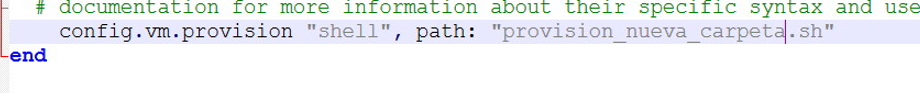 # documentation for more information about their specific syntax and use
config.vm.provision "shell", path: "provision_nueva_carpeta.sh"
end